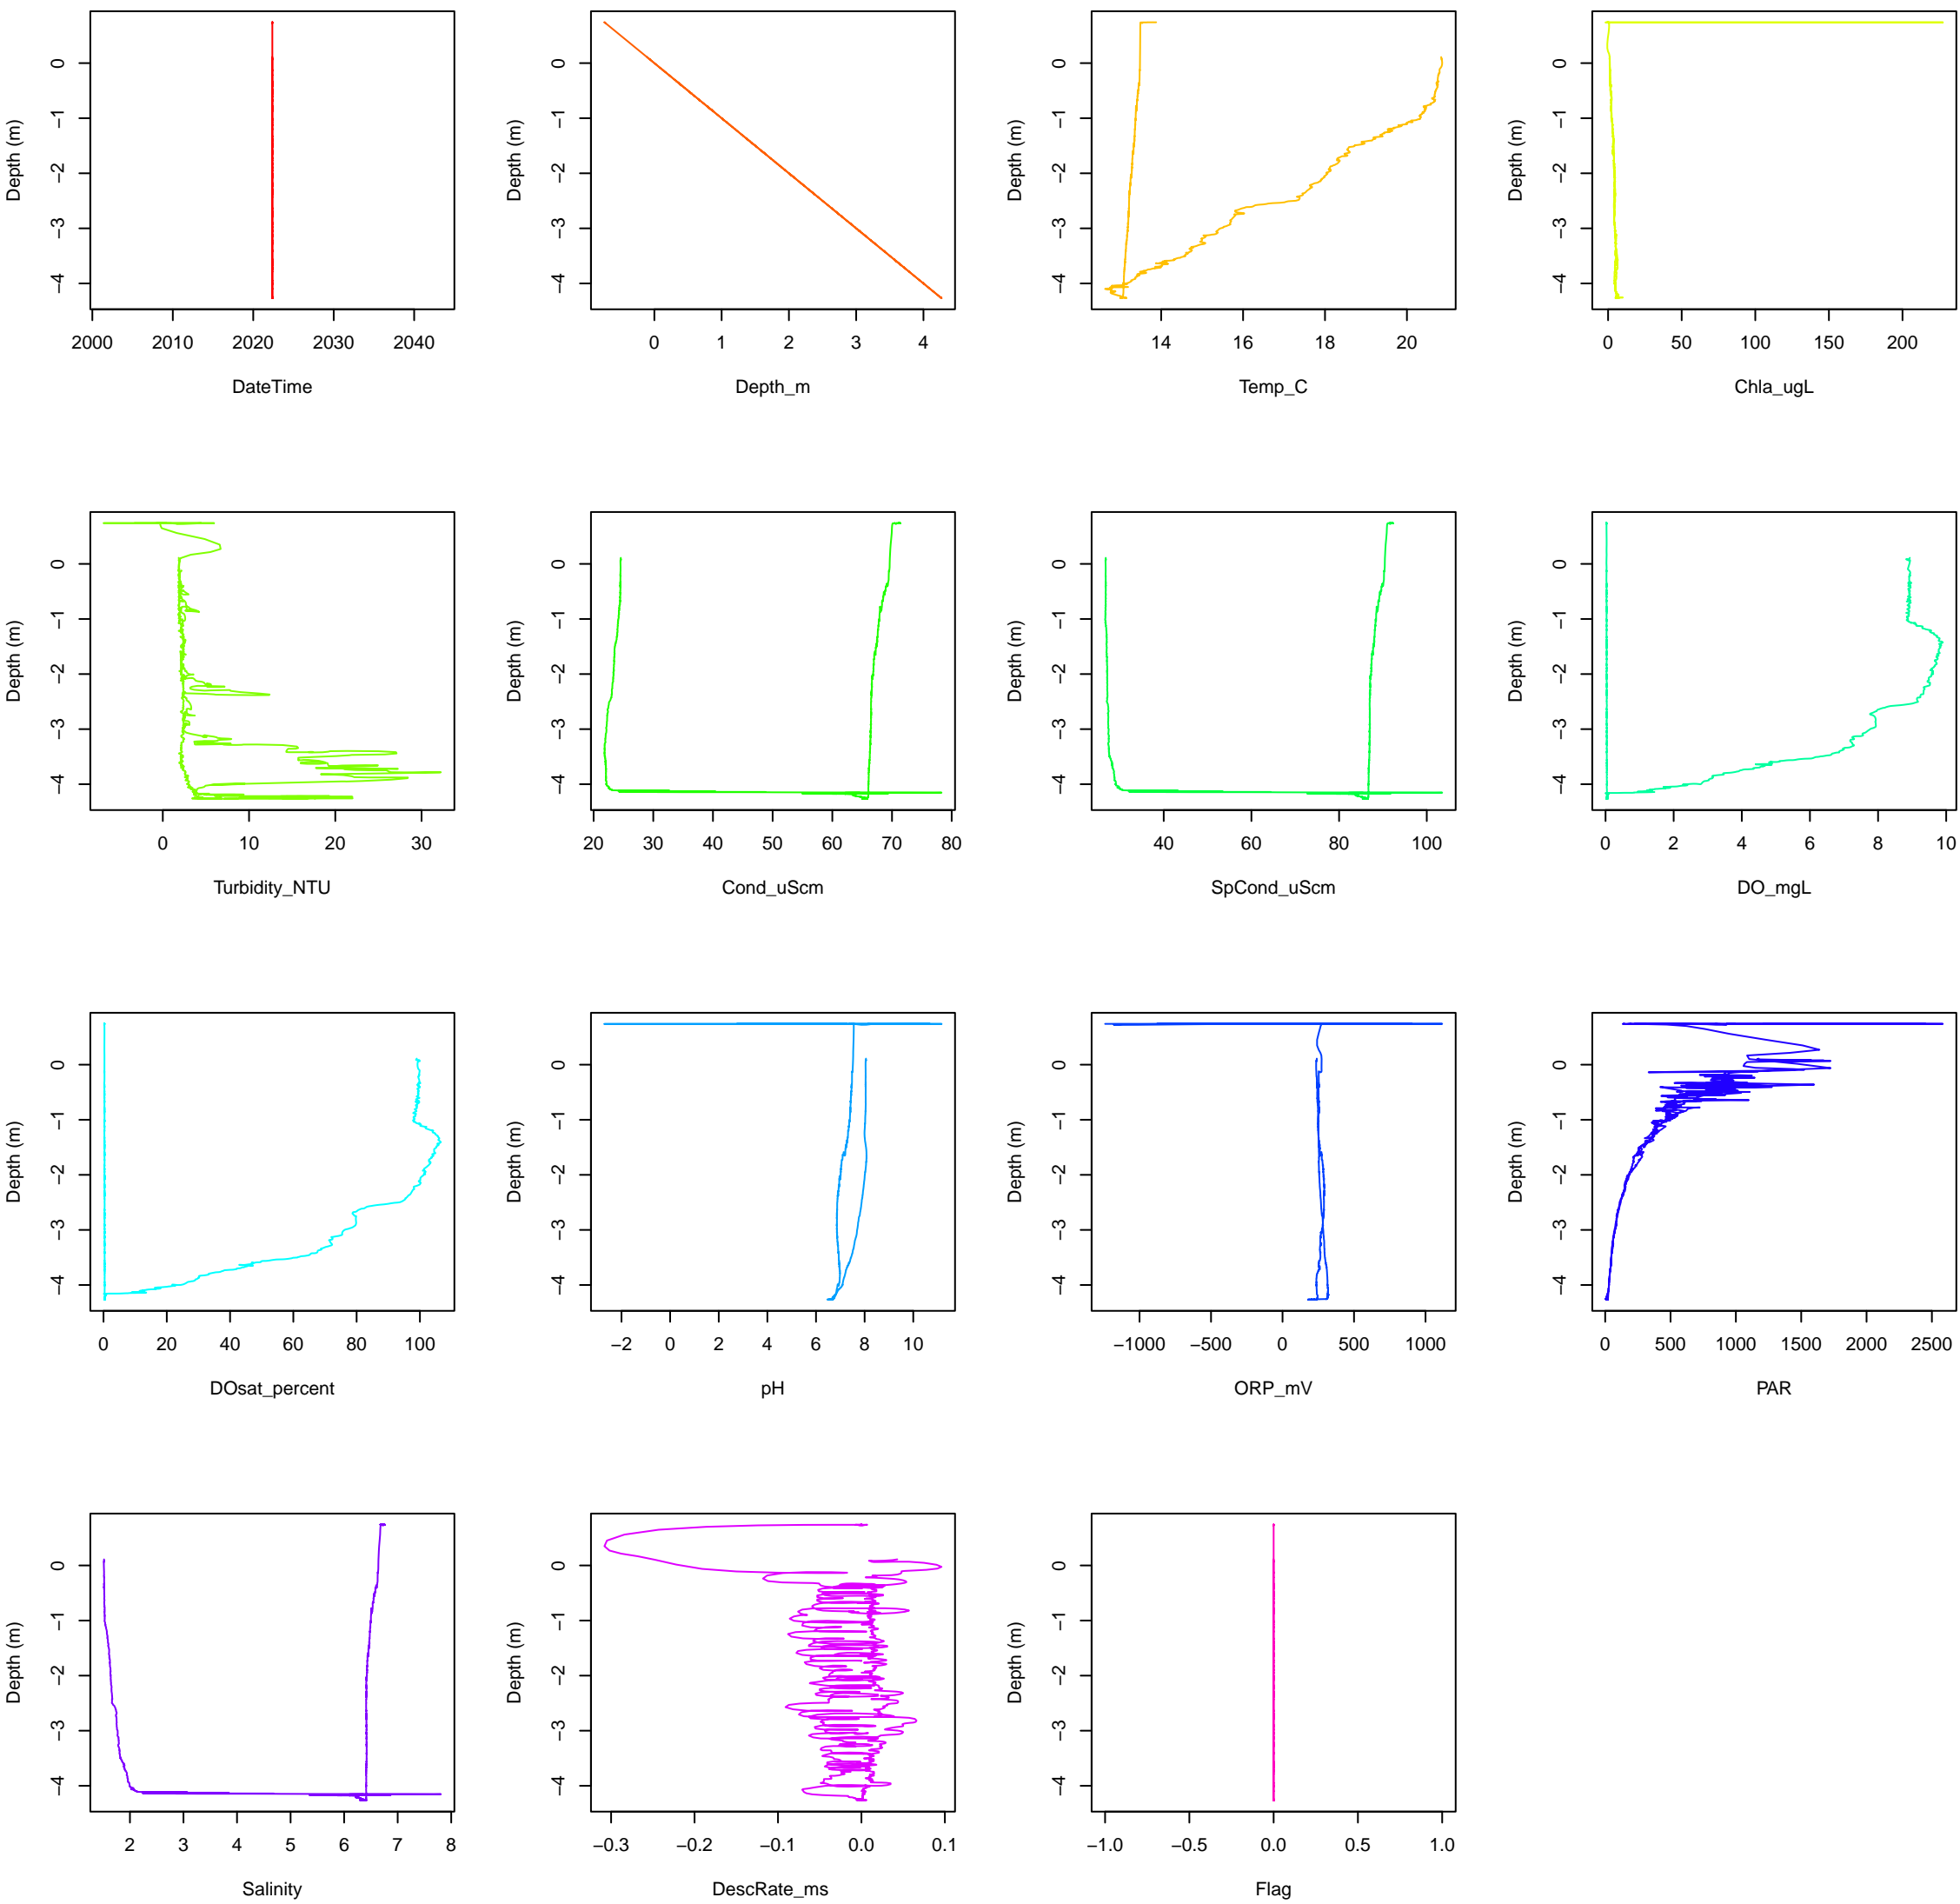 0
−1
−2
−3
−4
Depth (m)
2000 2010 2020 2030 2040
DateTime
0
−1
−2
−3
−4
Depth (m)
0 1 2 3 4
Depth_m
0
−1
−2
−3
−4
Depth (m)
14 16 18 20
Temp_C
0
−1
−2
−3
−4
Depth (m)
0 50 100 150 200
Chla_ugL
0
−1
−2
−3
−4
Depth (m)
0 10 20 30
Turbidity_NTU
0
−1
−2
−3
−4
Depth (m)
20 30 40 50 60 70 80
Cond_uScm
0
−1
−2
−3
−4
Depth (m)
40 60 80 100
SpCond_uScm
0
−1
−2
−3
−4
Depth (m)
0 2 4 6 8 10
DO_mgL
0
−1
−2
−3
−4
Depth (m)
0 20 40 60 80 100
DOsat_percent
0
−1
−2
−3
−4
Depth (m)
−2 0 2 4 6 8 10
pH
0
−1
−2
−3
−4
Depth (m)
−1000 −500 0 500 1000
ORP_mV
0
−1
−2
−3
−4
Depth (m)
0 500 1000 1500 2000 2500
PAR
0
−1
−2
−3
−4
Depth (m)
2 3 4 5 6 7 8
Salinity
0
−1
−2
−3
−4
Depth (m)
−0.3 −0.2 −0.1 0.0 0.1
DescRate_ms
0
−1
−2
−3
−4
Depth (m)
−1.0 −0.5 0.0 0.5 1.0
Flag